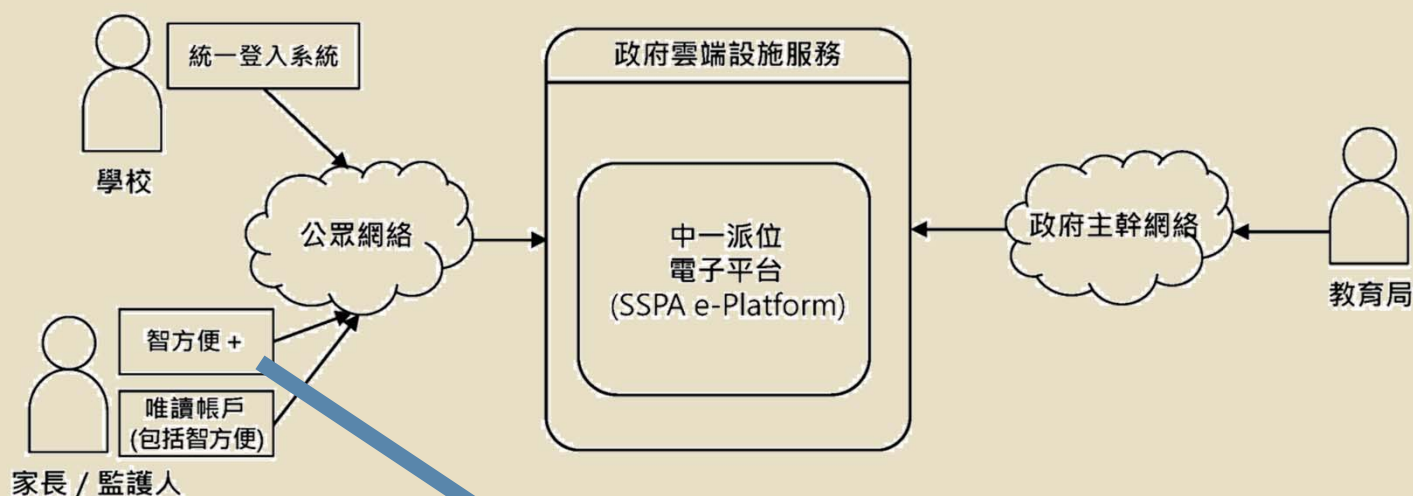 統一登入系統
學校
公眾網絡
智方便 +
唯讀帳戶
(包括智方便)
家長 / 監護人
政府雲端設施服務
中一派位
電子平台
(SSPA e-Platform)
政府主幹網絡
教育局